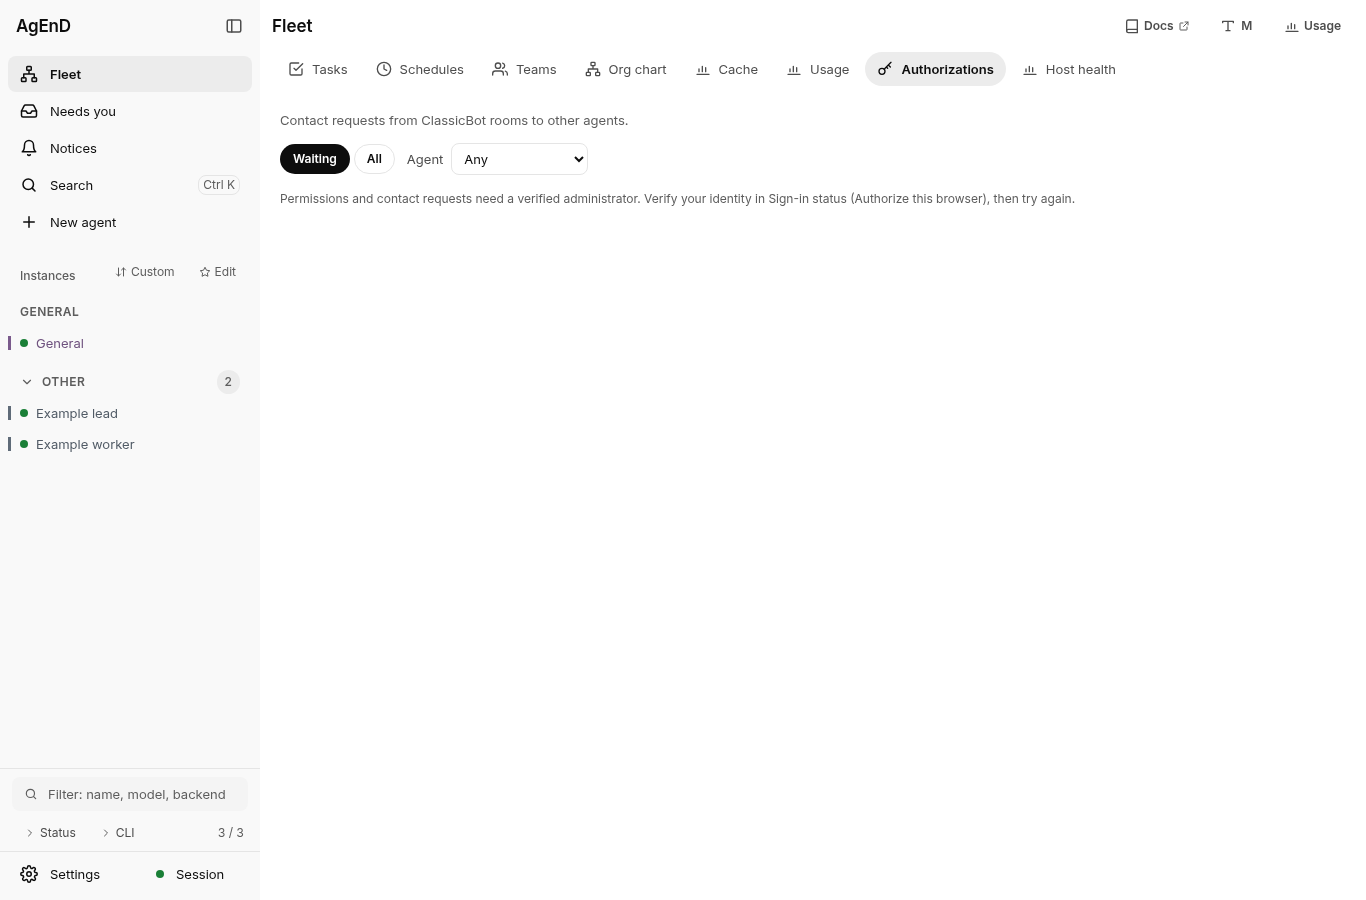 AgEnD
Fleet
Needs you
Notices
Search
Ctrl K
New agent
Instances
Custom
Edit
GENERAL
General
OTHER
2
Example lead
Example worker
Filter: name, model, backend
Status
CLI
3 / 3
Settings
Session
Fleet
Docs
M
Usage
Tasks
Schedules
Teams
Org chart
Cache
Usage
Authorizations
Host health
Contact requests from ClassicBot rooms to other agents.
Waiting
All
Agent
Any
Permissions and contact requests need a verified administrator. Verify your identity in Sign-in status (Authorize this browser), then try again.